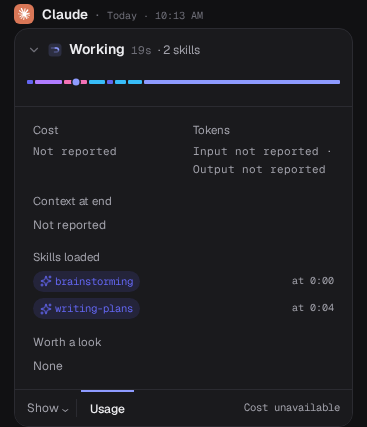 Claude · Today · 10:13 AM
Working 19s · 2 skills
Cost
Not reported
Tokens
Input not reported ·
Output not reported
Context at end
Not reported
Skills loaded
brainstorming at 0:00
writing-plans at 0:04
Worth a look
None
Show Usage Cost unavailable